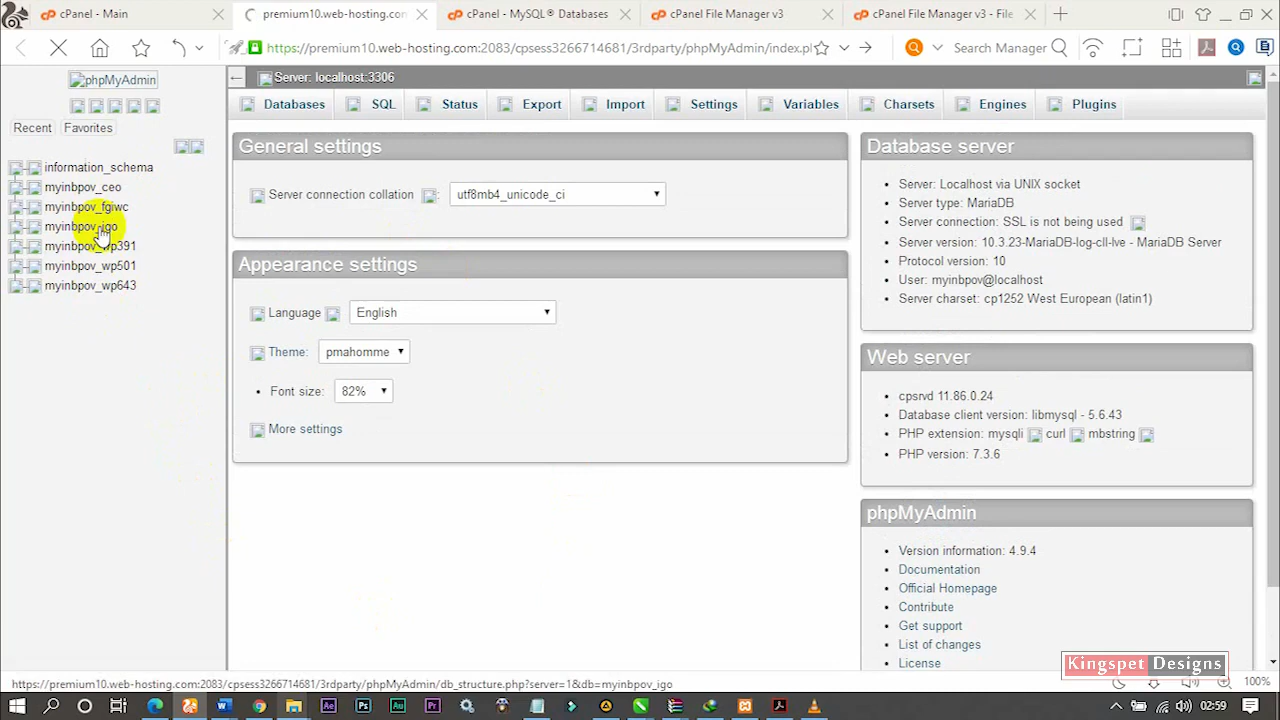 cPanel - Main
premium10.web-hosting.com
cPanel - MySQL® Databases
cPanel File Manager v3
cPanel File Manager v3 - File
https://premium10.web-hosting.com:2083/cpsess3266714681/3rdparty/phpMyAdmin/index.pl
Search Manager
phpMyAdmin
Server: localhost:3306
Databases SQL Status Export Import Settings Variables Charsets Engines Plugins
Recent Favorites
information_schema
myinbpov_ceo
myinbpov_fgiwc
myinbpov_igo
myinbpov_wp391
myinbpov_wp501
myinbpov_wp643
General settings
Server connection collation : utf8mb4_unicode_ci
Appearance settings
Language English
Theme: pmahomme
Font size: 82%
More settings
Database server
Server: Localhost via UNIX socket
Server type: MariaDB
Server connection: SSL is not being used
Server version: 10.3.23-MariaDB-log-cll-lve - MariaDB Server
Protocol version: 10
User: myinbpov@localhost
Server charset: cp1252 West European (latin1)
Web server
cpsrvd 11.86.0.24
Database client version: libmysql - 5.6.43
PHP extension: mysqli curl mbstring
PHP version: 7.3.6
phpMyAdmin
Version information: 4.9.4
Documentation
Official Homepage
Contribute
Get support
List of changes
License
Kingspet Designs
https://premium10.web-hosting.com:2083/cpsess3266714681/3rdparty/phpMyAdmin/db_structure.php?server=1&db=myinbpov_igo
100%
02:59